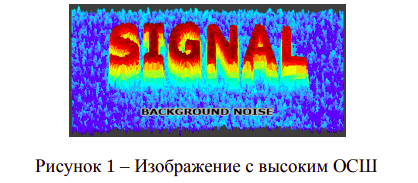 SIGNAL
BACKGROUND NOISE
Рисунок 1 – Изображение с высоким ОСШ